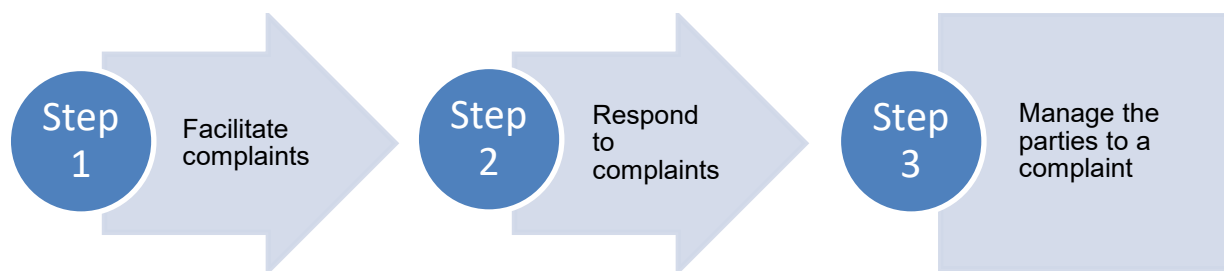 Step
1
Facilitate
complaints
Step
2
Respond
to
complaints
Step
3
Manage the
parties to a
complaint